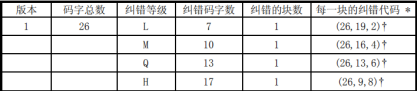 版本 码字总数 纠错等级 纠错码字数 纠错的块数 每一块的纠错代码 *
1 26 L 7 1 (26,19,2)†
M 10 1 (26,16,4)†
Q 13 1 (26,13,6)†
H 17 1 (26,9,8)†